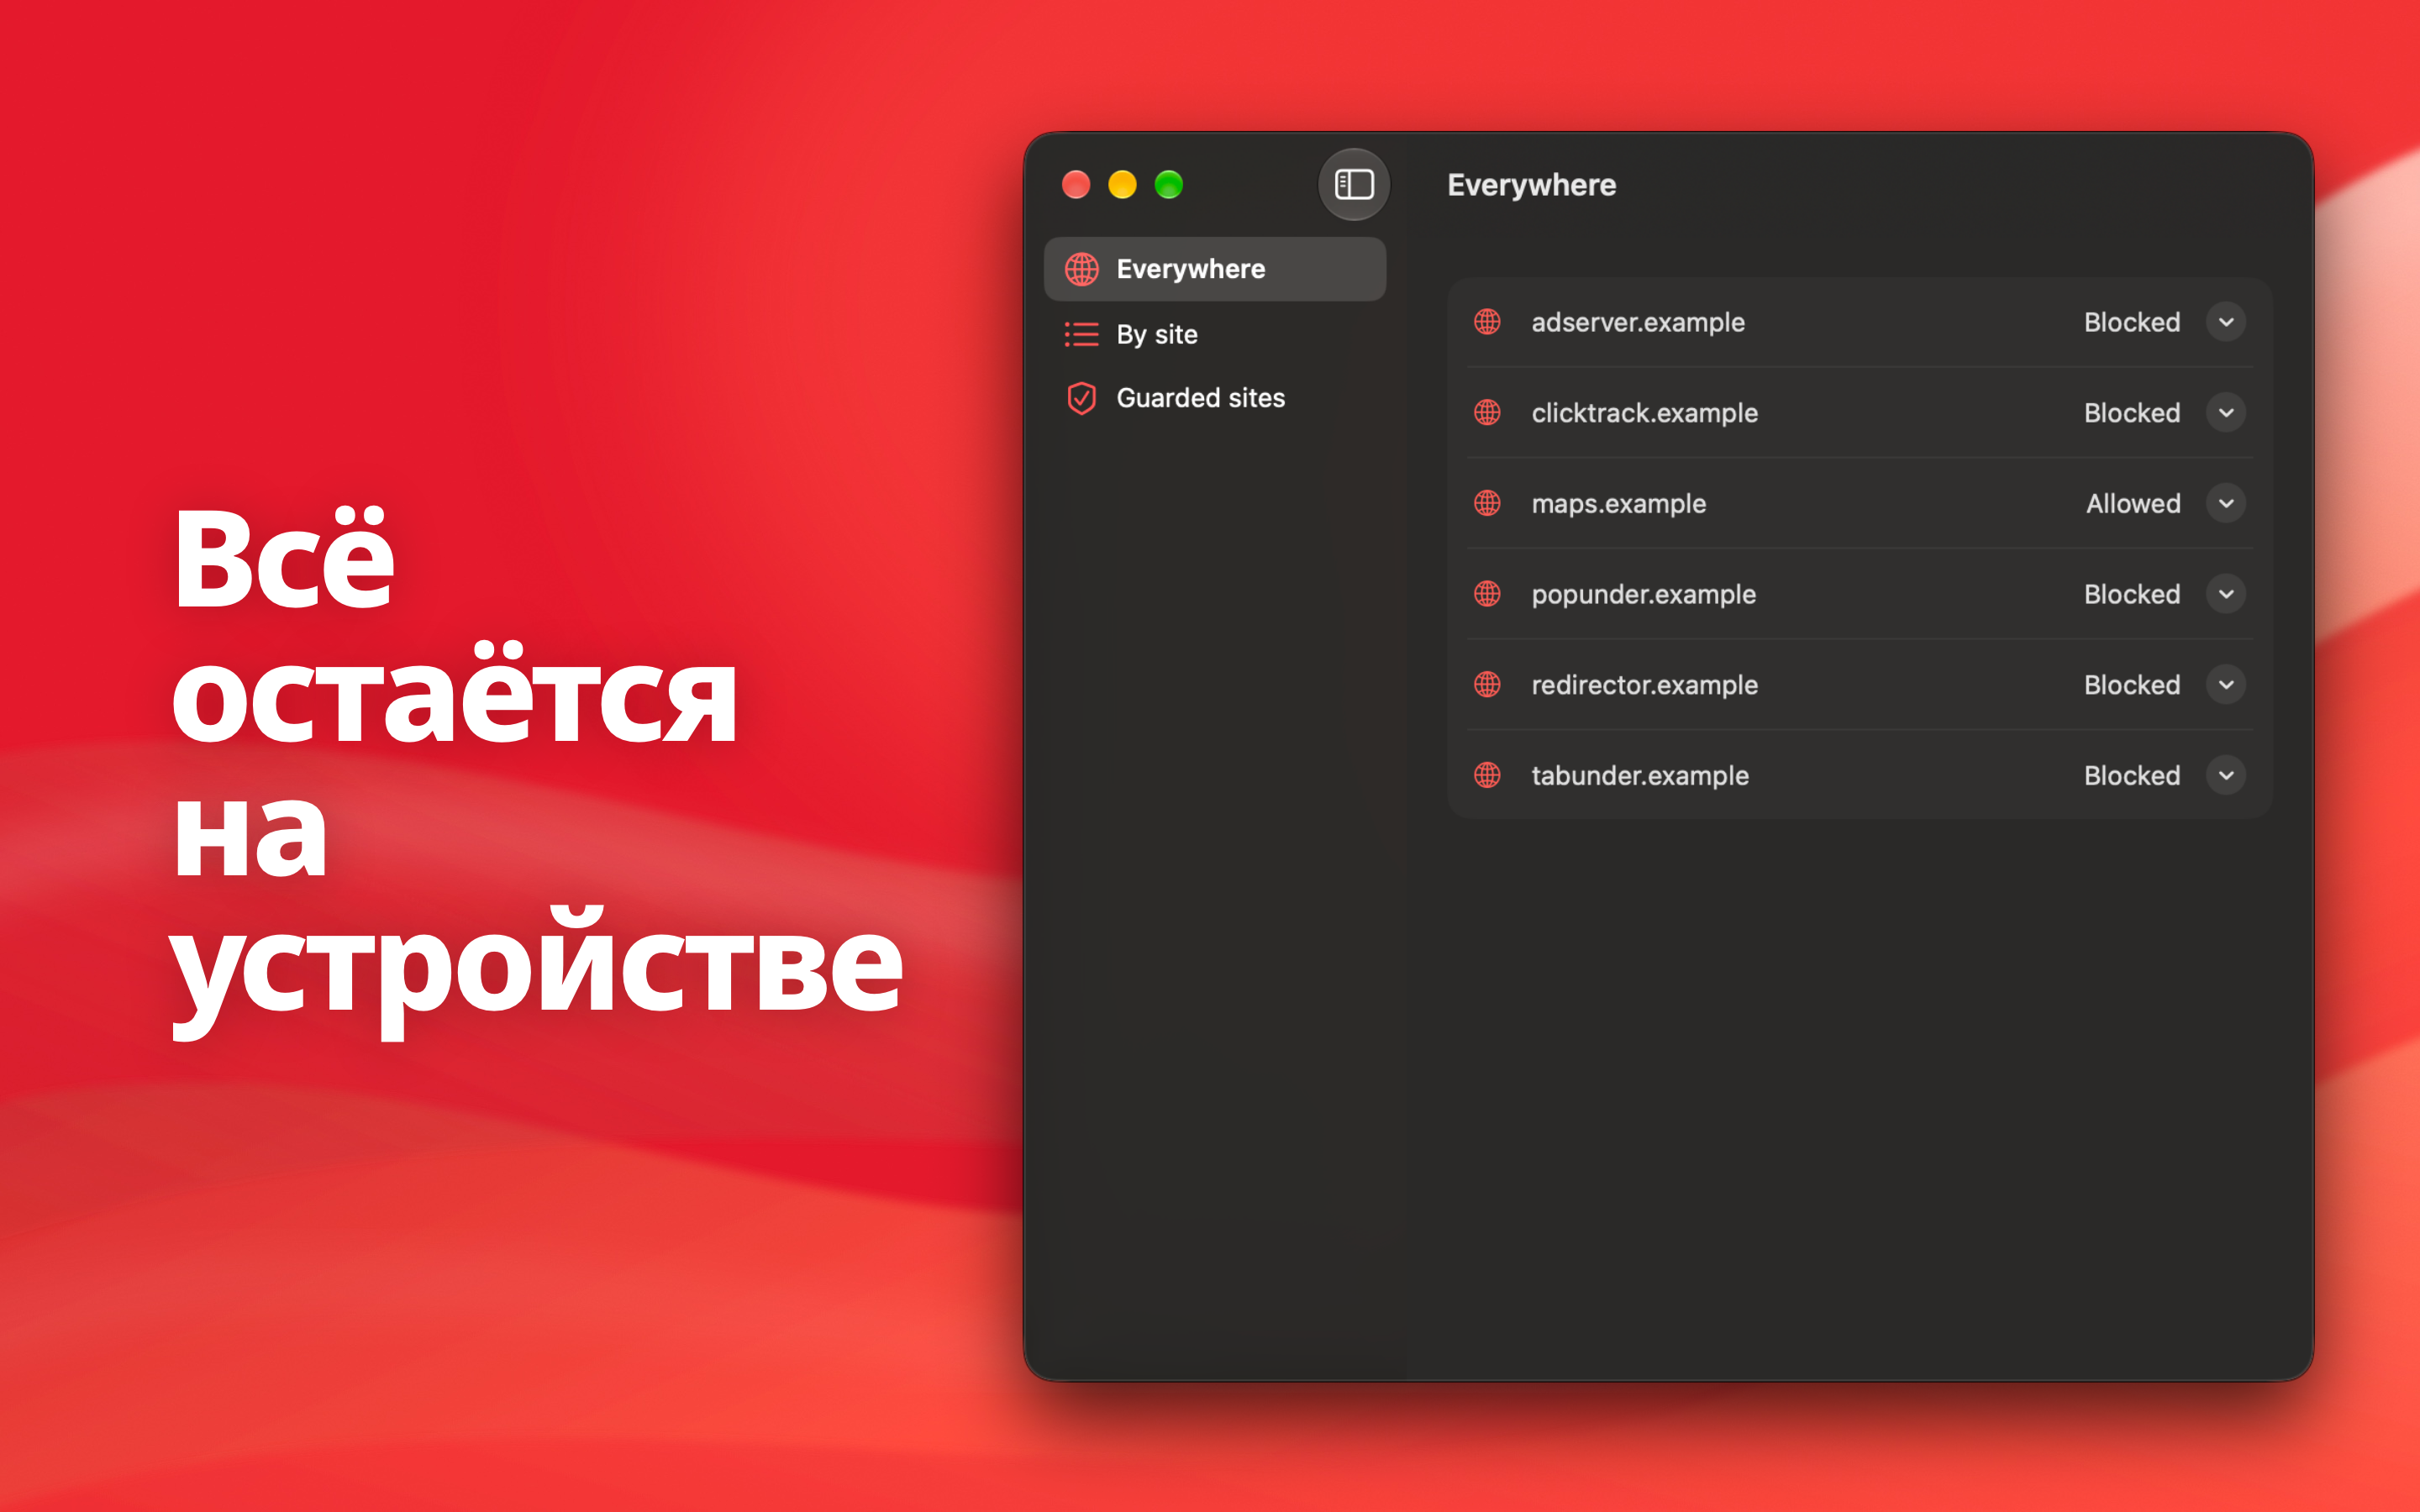 Всё
остаётся
на
устройстве
Everywhere
By site
Guarded sites
Everywhere
adserver.example Blocked
clicktrack.example Blocked
maps.example Allowed
popunder.example Blocked
redirector.example Blocked
tabunder.example Blocked